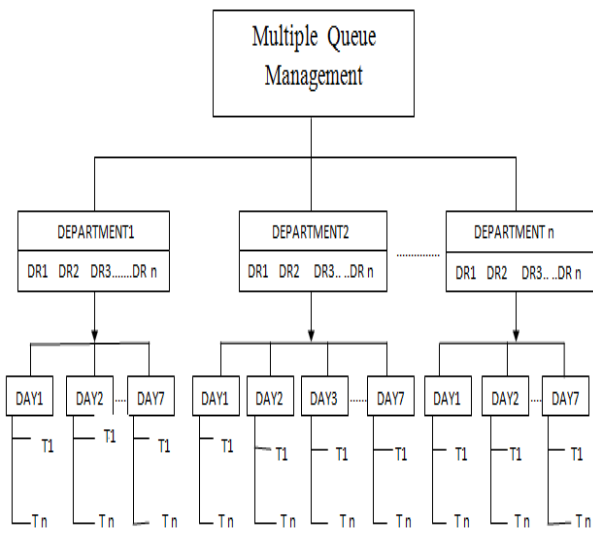 Multiple Queue
Management
DEPARTMENT1
DR1 DR2 DR3.......DR n
DEPARTMENT2
DR1 DR2 DR3.. ..DR n
DEPARTMENT n
DR1 DR2 DR3.. ..DR n
DAY1 DAY2 DAY7
DAY1 DAY2 DAY3 DAY7
DAY1 DAY2 DAY7
T1 T1 T1
T1 T1 T1 T1
T1 T1 T1
T n T n T n
T n T n T n T n
T n T n T n